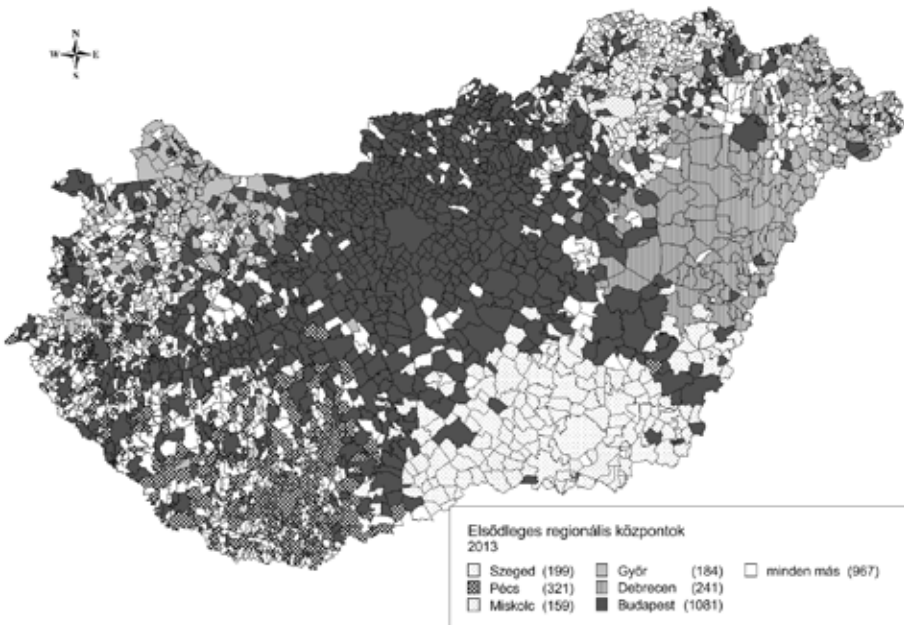 N
W E
S
Elsődleges regionális központok
2013
Szeged (199) Győr (184) minden más (967)
Pécs (321) Debrecen (241)
Miskolc (159) Budapest (1081)